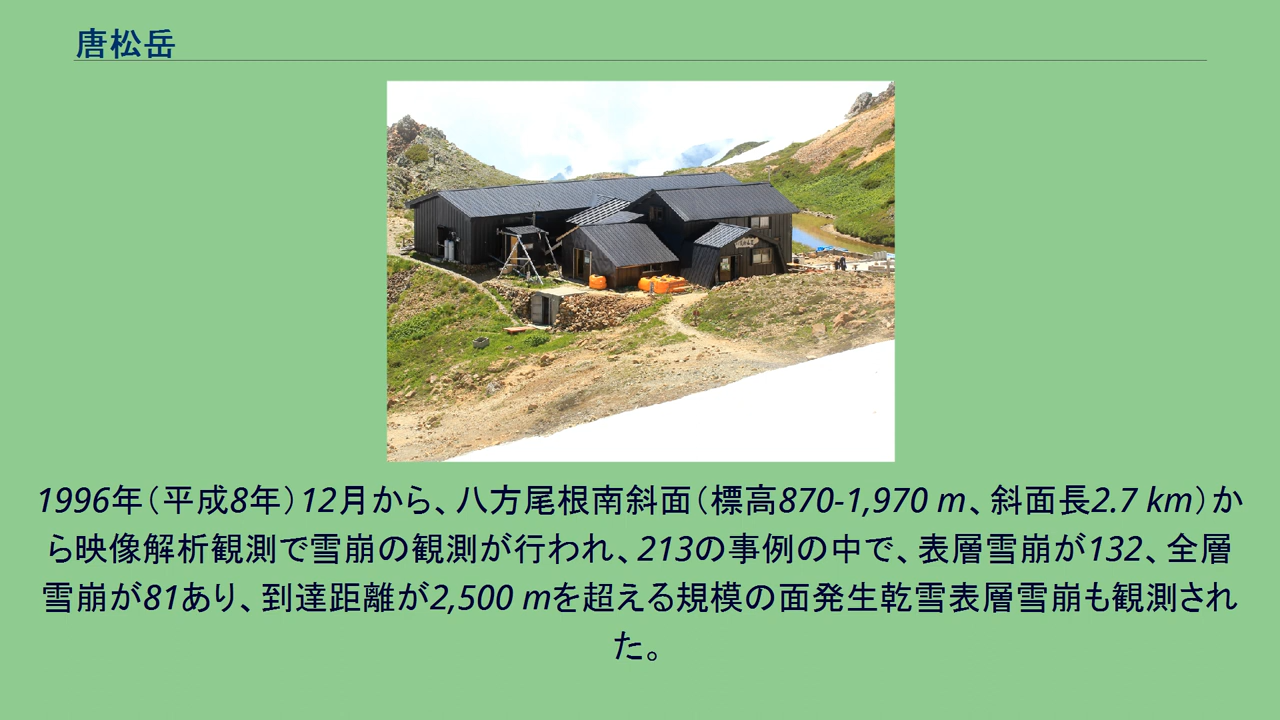 唐松岳
1996年（平成8年）12月から、八方尾根南斜面（標高870-1,970 m、斜面長2.7 km）か
ら映像解析観測で雪崩の観測が行われ、213の事例の中で、表層雪崩が132、全層
雪崩が81あり、到達距離が2,500 mを超える規模の面発生乾雪表層雪崩も観測され
た。